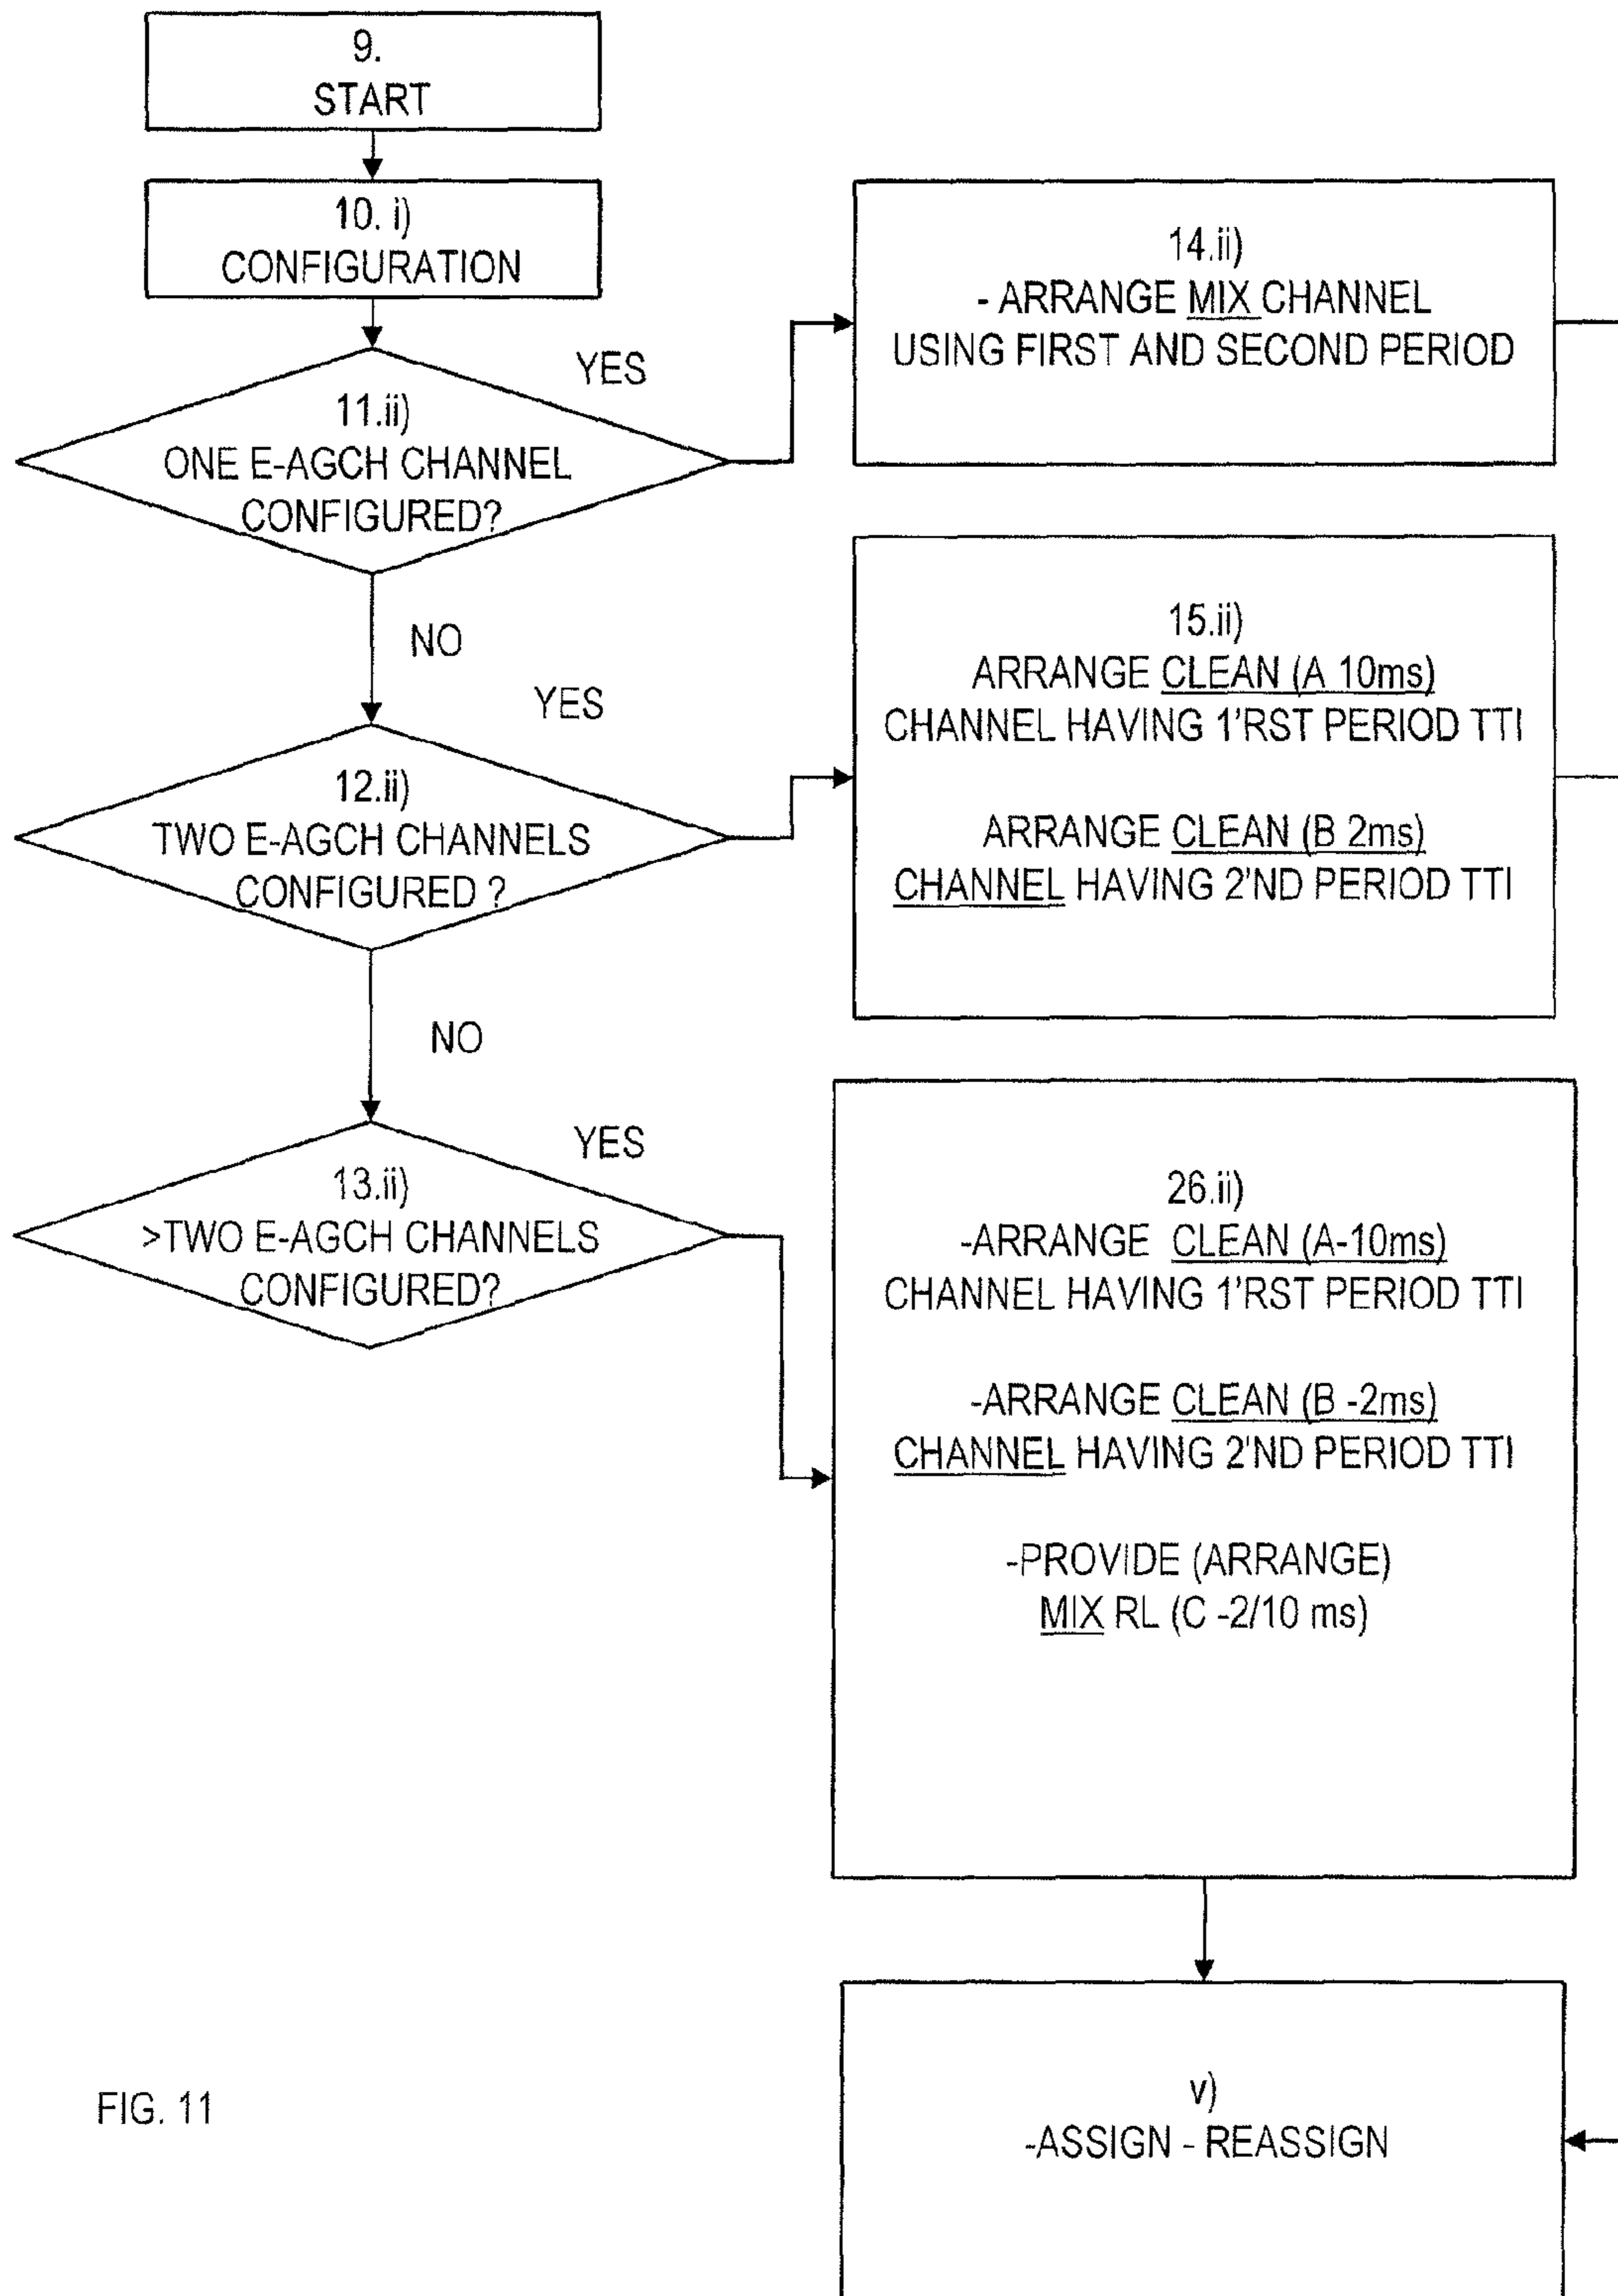 9.
START
10. i)
CONFIGURATION
YES
11.ii)
ONE E-AGCH CHANNEL
CONFIGURED?
14.ii)
- ARRANGE MIX CHANNEL
USING FIRST AND SECOND PERIOD
NO
YES
12.ii)
TWO E-AGCH CHANNELS
CONFIGURED ?
15.ii)
ARRANGE CLEAN (A 10ms)
CHANNEL HAVING 1'RST PERIOD TTI
ARRANGE CLEAN (B 2ms)
CHANNEL HAVING 2'ND PERIOD TTI
NO
YES
13.ii)
>TWO E-AGCH CHANNELS
CONFIGURED?
26.ii)
-ARRANGE CLEAN (A-10ms)
CHANNEL HAVING 1'RST PERIOD TTI
-ARRANGE CLEAN (B -2ms)
CHANNEL HAVING 2'ND PERIOD TTI
-PROVIDE (ARRANGE)
MIX RL (C -2/10 ms)
v)
-ASSIGN - REASSIGN
FIG. 11